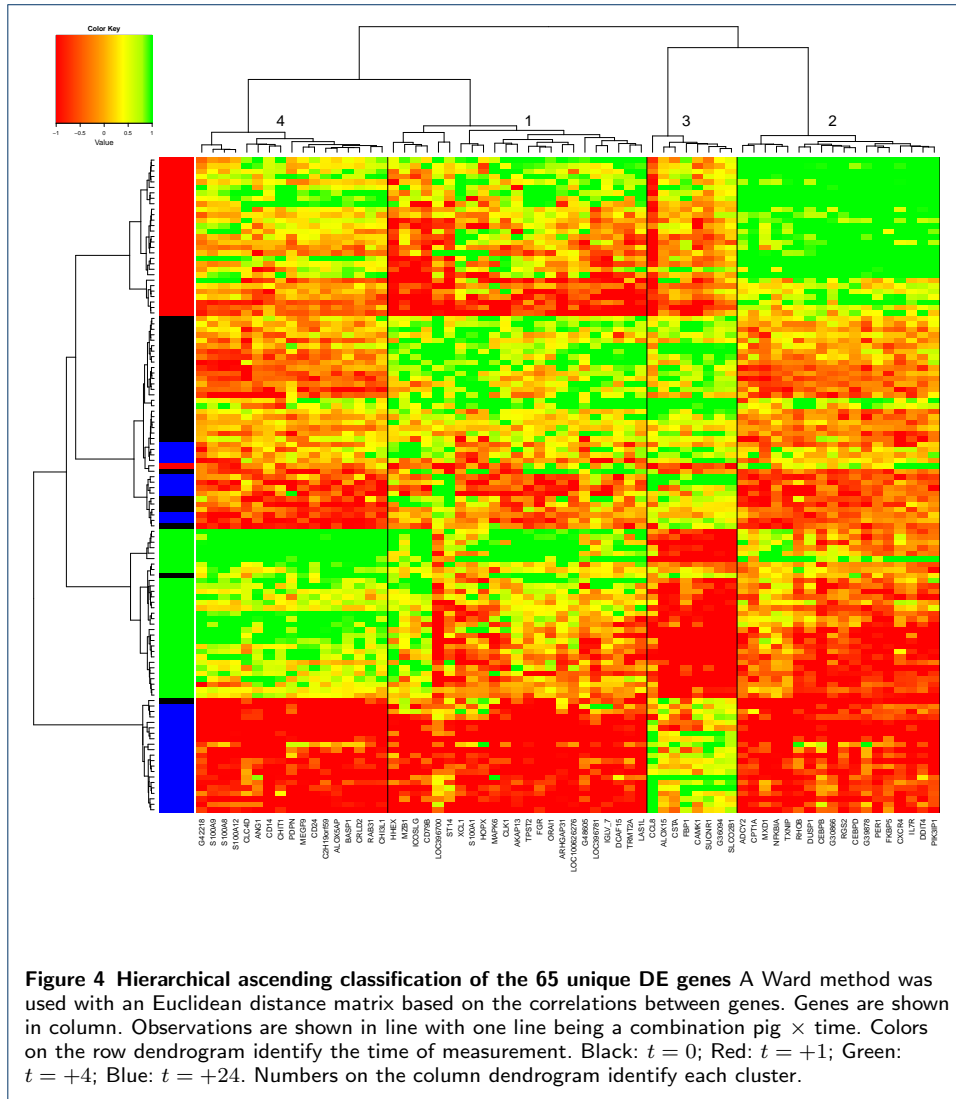 Color Key
−1 −0.5 0 0.5 1
Value
4
1
3
2
G42218
S100A9
S100A8
S100A12
CLC4D
ANG1
CD14
CHIT1
PDPN
MEGF9
CD24
C2H19orf59
ALOX5AP
BASP1
CRLD2
RAB31
CHI3L1
HHEX
MZB1
ICOSLG
CD79B
LOC396700
ST14
XCL1
S100A1
HOPX
MAPK6
CLK1
AKAP13
TPST2
FGR
ORAI1
ARHGAP31
LOC100626276
G48605
LOC396781
IGLV_7
DCAF15
TRMT2A
LAS1L
CCL8
ALOX15
CSTA
FBP1
CAMK1
SUCNR1
G36094
SLCO2B1
ADCY2
CPT1A
MXD1
NFKBIA
TXNIP
RHOB
DUSP1
CEBPB
G30866
RGS2
CEBPD
G39878
PER1
FKBP5
CXCR4
IL7R
DDIT4
PIK3IP1
Figure 4 Hierarchical ascending classification of the 65 unique DE genes A Ward method was
used with an Euclidean distance matrix based on the correlations between genes. Genes are shown
in column. Observations are shown in line with one line being a combination pig × time. Colors
on the row dendrogram identify the time of measurement. Black: t = 0; Red: t = +1; Green:
t = +4; Blue: t = +24. Numbers on the column dendrogram identify each cluster.